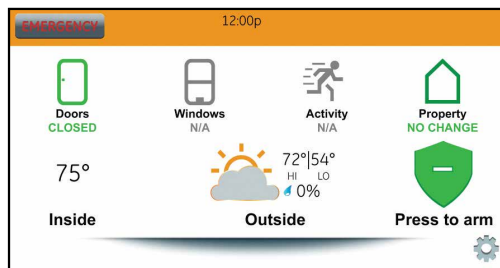 EMERGENCY
12:00p
Doors
CLOSED
Windows
N/A
Activity
N/A
Property
NO CHANGE
75°
72°|54°
HI LO
0%
Inside
Outside
Press to arm